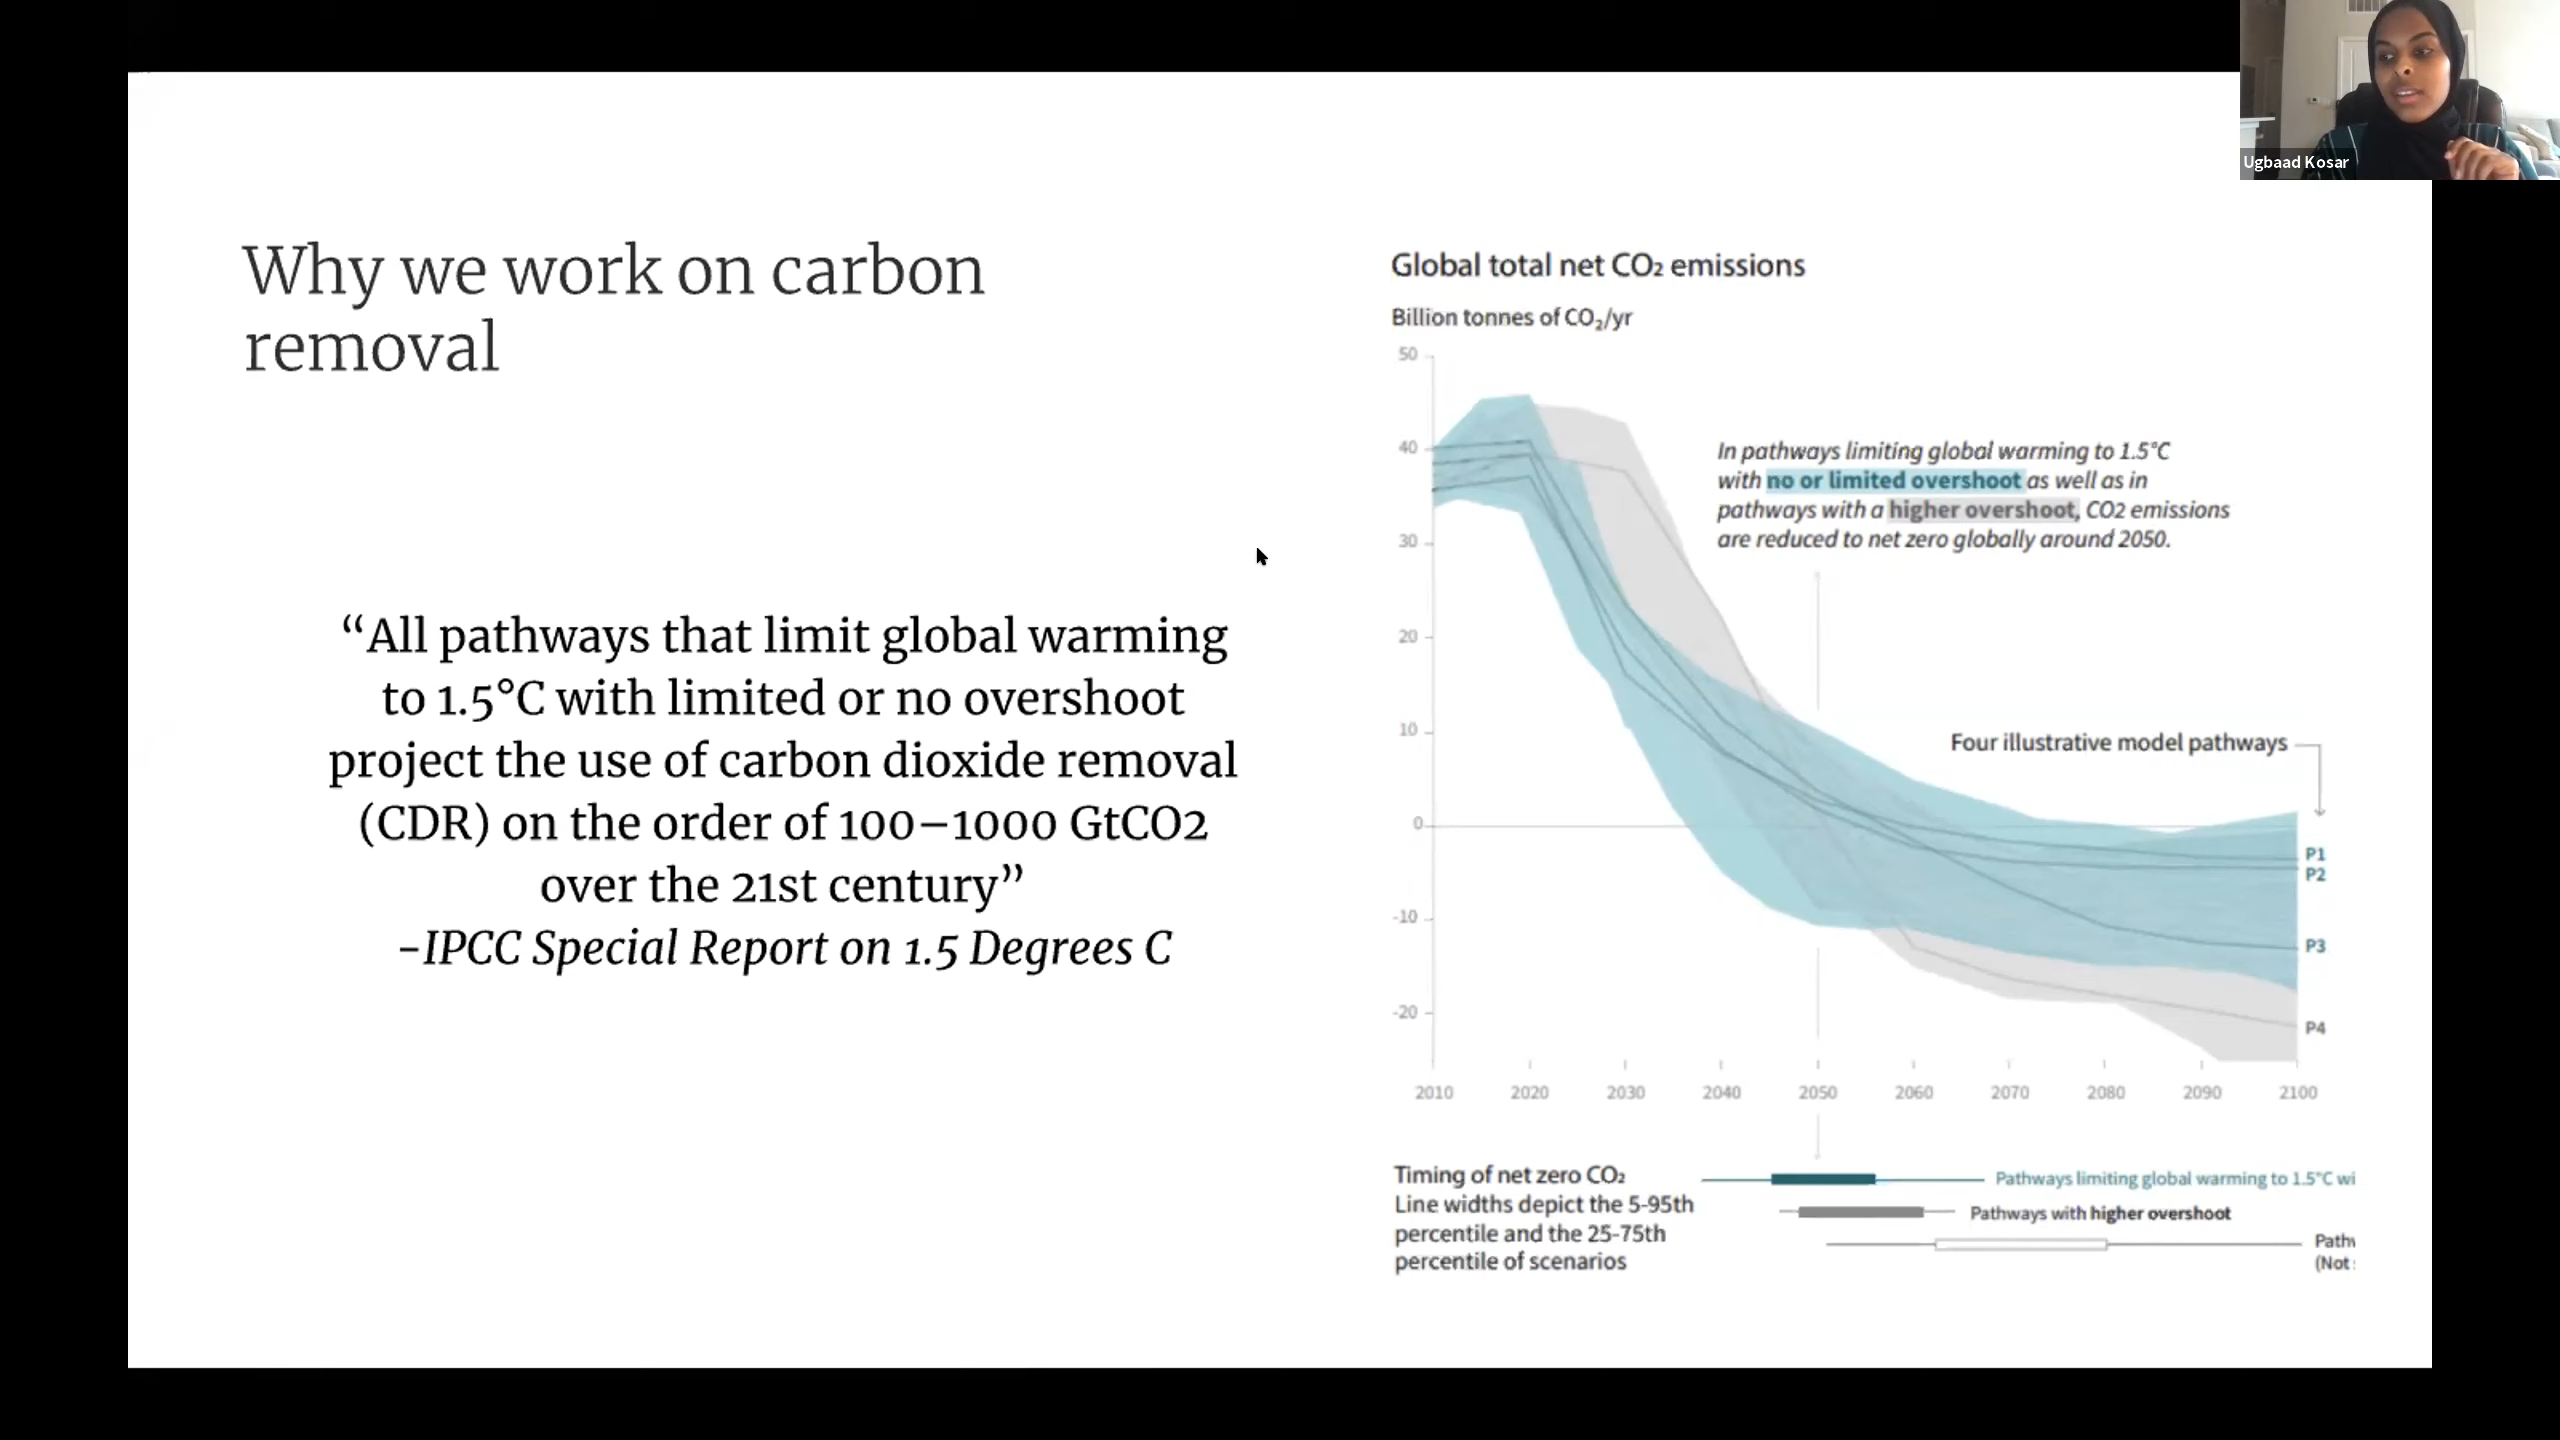 Ugbaad Kosar
Why we work on carbon
removal
“All pathways that limit global warming
to 1.5°C with limited or no overshoot
project the use of carbon dioxide removal
(CDR) on the order of 100–1000 GtCO2
over the 21st century”
–IPCC Special Report on 1.5 Degrees C
Global total net CO₂ emissions
Billion tonnes of CO₂/yr
50
40
30
20
10
0
-10
-20
In pathways limiting global warming to 1.5°C
with no or limited overshoot as well as in
pathways with a higher overshoot, CO2 emissions
are reduced to net zero globally around 2050.
Four illustrative model pathways
P1
P2
P3
P4
2010 2020 2030 2040 2050 2060 2070 2080 2090 2100
Timing of net zero CO₂
Line widths depict the 5-95th
percentile and the 25-75th
percentile of scenarios
Pathways limiting global warming to 1.5°C wi
Pathways with higher overshoot
Path
(Not